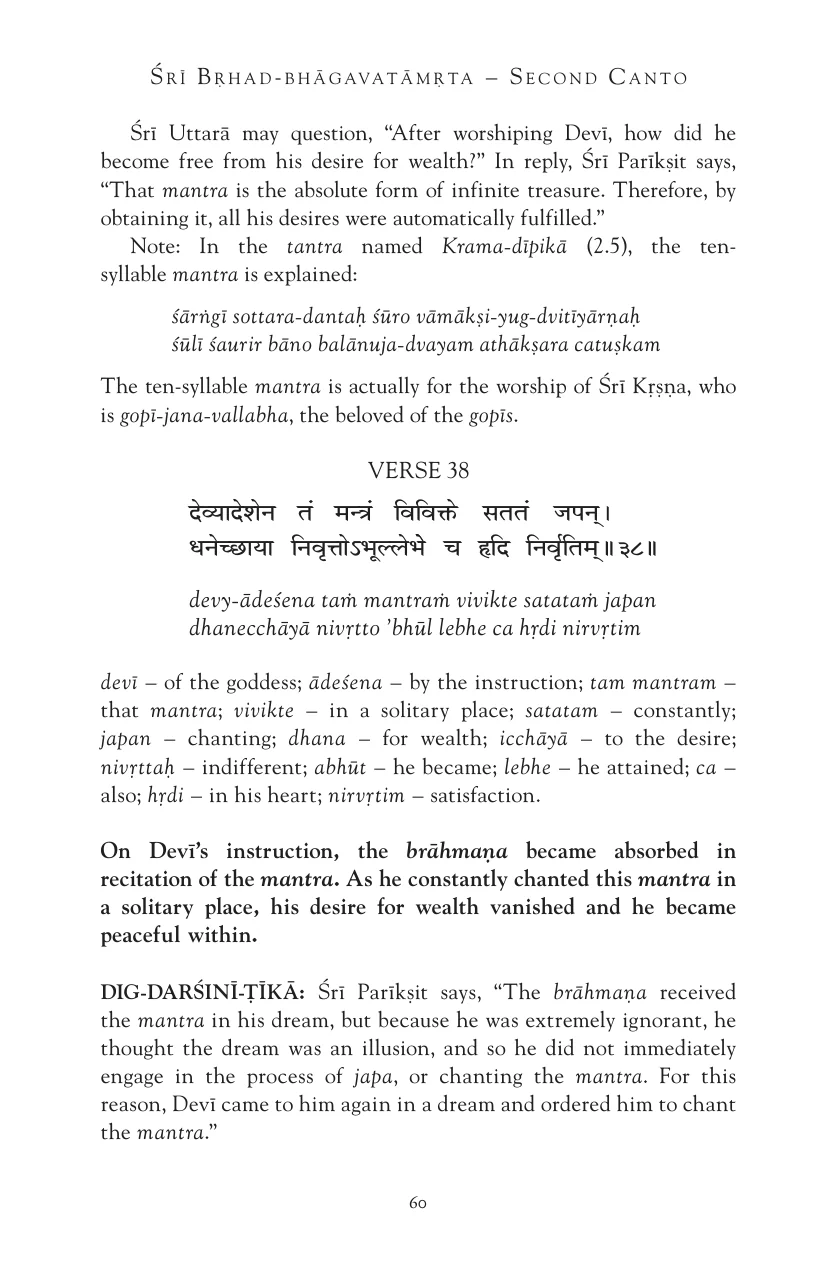 ŚRĪ BṚHAD-BHĀGAVATĀMṚTA – SECOND CANTO
Śrī Uttarā may question, “After worshiping Devī, how did he
become free from his desire for wealth?” In reply, Śrī Parīkṣit says,
“That mantra is the absolute form of infinite treasure. Therefore, by
obtaining it, all his desires were automatically fulfilled.”
Note: In the tantra named Krama-dīpikā (2.5), the ten-
syllable mantra is explained:
śārṅgī sottara-dantaḥ śūro vāmākṣi-yug-dvitīyārṇaḥ
śūlī śaurir bāno balānuja-dvayam athākṣara catuṣkam
The ten-syllable mantra is actually for the worship of Śrī Kṛṣṇa, who
is gopī-jana-vallabha, the beloved of the gopīs.
VERSE 38
देव्यादेशेन तं मन्त्रं विविक्ते सततं जपन्।
धनेच्छाया निवृत्तोऽभूल्लेभे च हृदि निर्वृतिम्॥३८॥
devy-ādeśena taṁ mantraṁ vivikte satataṁ japan
dhanecchāyā nivṛtto ’bhūl lebhe ca hṛdi nirvṛtim
devī – of the goddess; ādeśena – by the instruction; tam mantram –
that mantra; vivikte – in a solitary place; satatam – constantly;
japan – chanting; dhana – for wealth; icchāyā – to the desire;
nivṛttaḥ – indifferent; abhūt – he became; lebhe – he attained; ca –
also; hṛdi – in his heart; nirvṛtim – satisfaction.
On Devī’s instruction, the brāhmaṇa became absorbed in
recitation of the mantra. As he constantly chanted this mantra in
a solitary place, his desire for wealth vanished and he became
peaceful within.
DIG-DARŚINĪ-ṬĪKĀ: Śrī Parīkṣit says, “The brāhmaṇa received
the mantra in his dream, but because he was extremely ignorant, he
thought the dream was an illusion, and so he did not immediately
engage in the process of japa, or chanting the mantra. For this
reason, Devī came to him again in a dream and ordered him to chant
the mantra.”
60